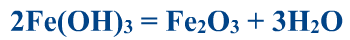 2Fe(OH)₃ = Fe₂O₃ + 3H₂O